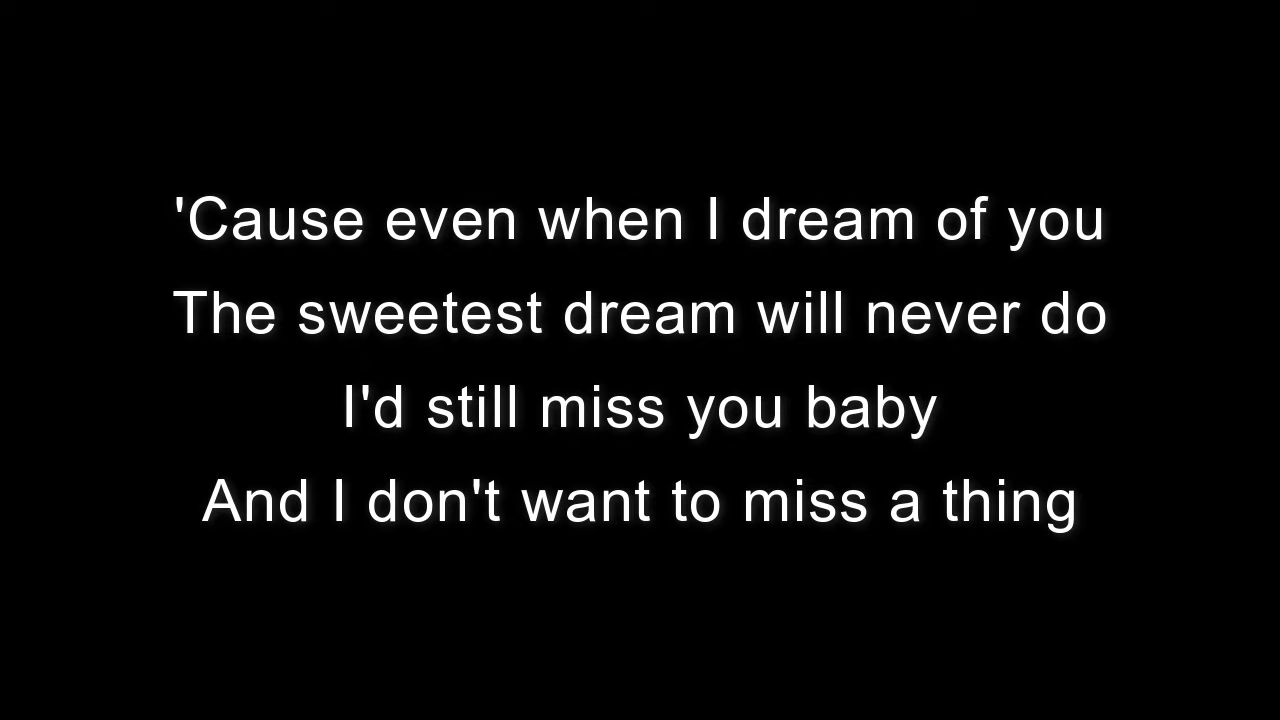 'Cause even when I dream of you
The sweetest dream will never do
I'd still miss you baby
And I don't want to miss a thing